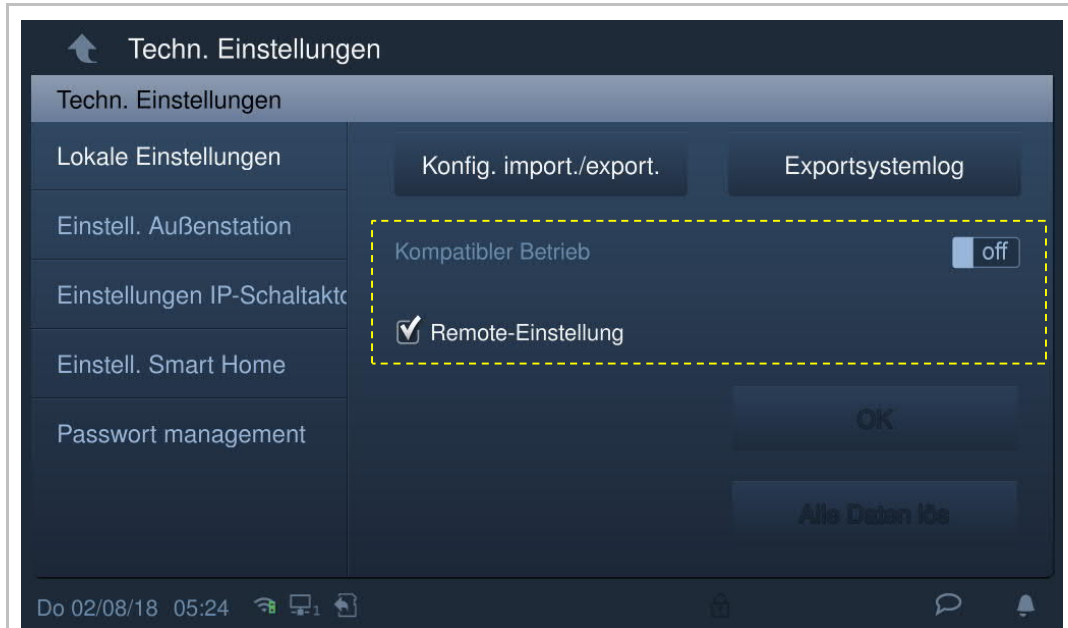 Techn. Einstellungen
Techn. Einstellungen
Lokale Einstellungen
Konfig. import./export.
Exportsystemlog
Einstell. Außenstation
Kompatibler Betrieb
off
Einstellungen IP-Schaltakto
Remote-Einstellung
Einstell. Smart Home
OK
Passwort management
Alle Daten lös
Do 02/08/18 05:24
1